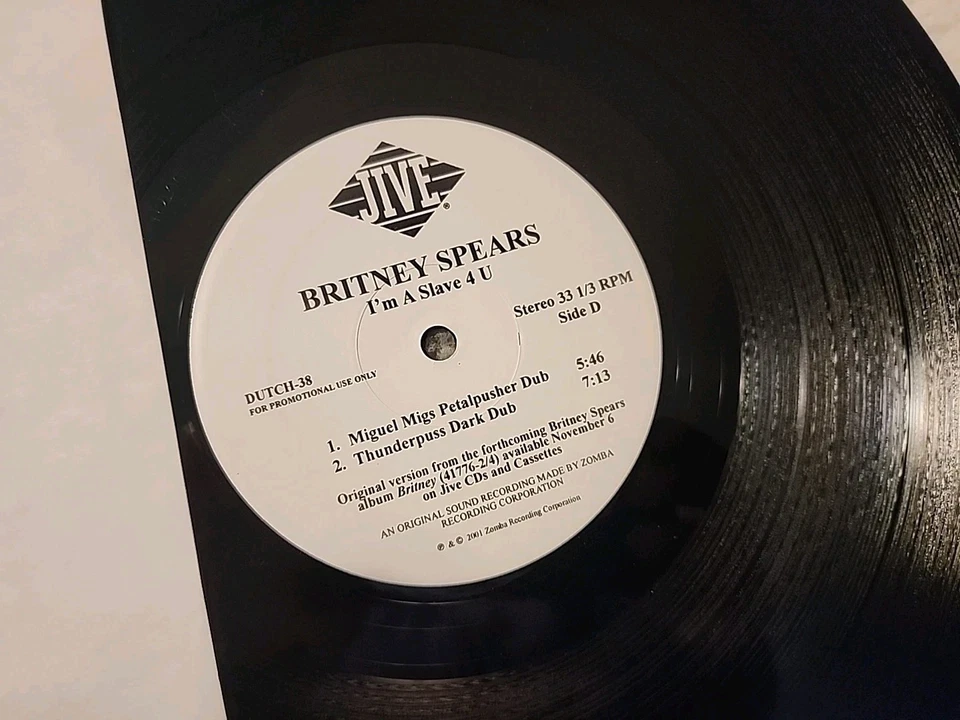 JIVE®
BRITNEY SPEARS
I'm A Slave 4 U
Stereo 33 1/3 RPM
Side D
DUTCH-38
FOR PROMOTIONAL USE ONLY
1. Miguel Migs Petalpusher Dub 5:46
2. Thunderpuss Dark Dub 7:13
Original version from the forthcoming Britney Spears
album Britney (41776-2/4) available November 6
on Jive CDs and Cassettes
AN ORIGINAL SOUND RECORDING MADE BY ZOMBA
RECORDING CORPORATION
℗ & © 2001 Zomba Recording Corporation